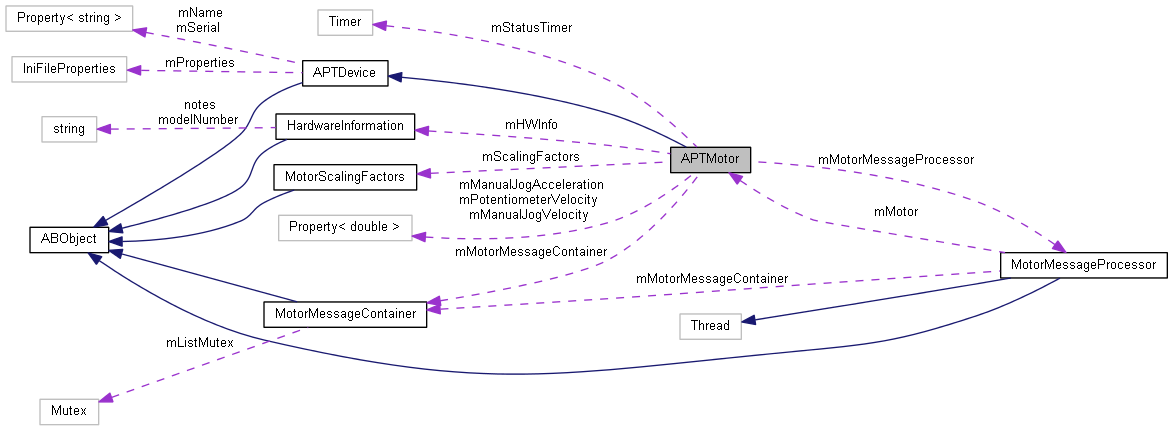 Property< string >
mName
mSerial
Timer
mStatusTimer
IniFileProperties
mProperties
APTDevice
notes
modelNumber
string
HardwareInformation
mHWInfo
mScalingFactors
APTMotor
mMotorMessageProcessor
MotorScalingFactors
mManualJogAcceleration
mPotentiometerVelocity
mManualJogVelocity
mMotor
Property< double >
ABObject
mMotorMessageContainer
MotorMessageProcessor
mMotorMessageContainer
MotorMessageContainer
Thread
mListMutex
Mutex